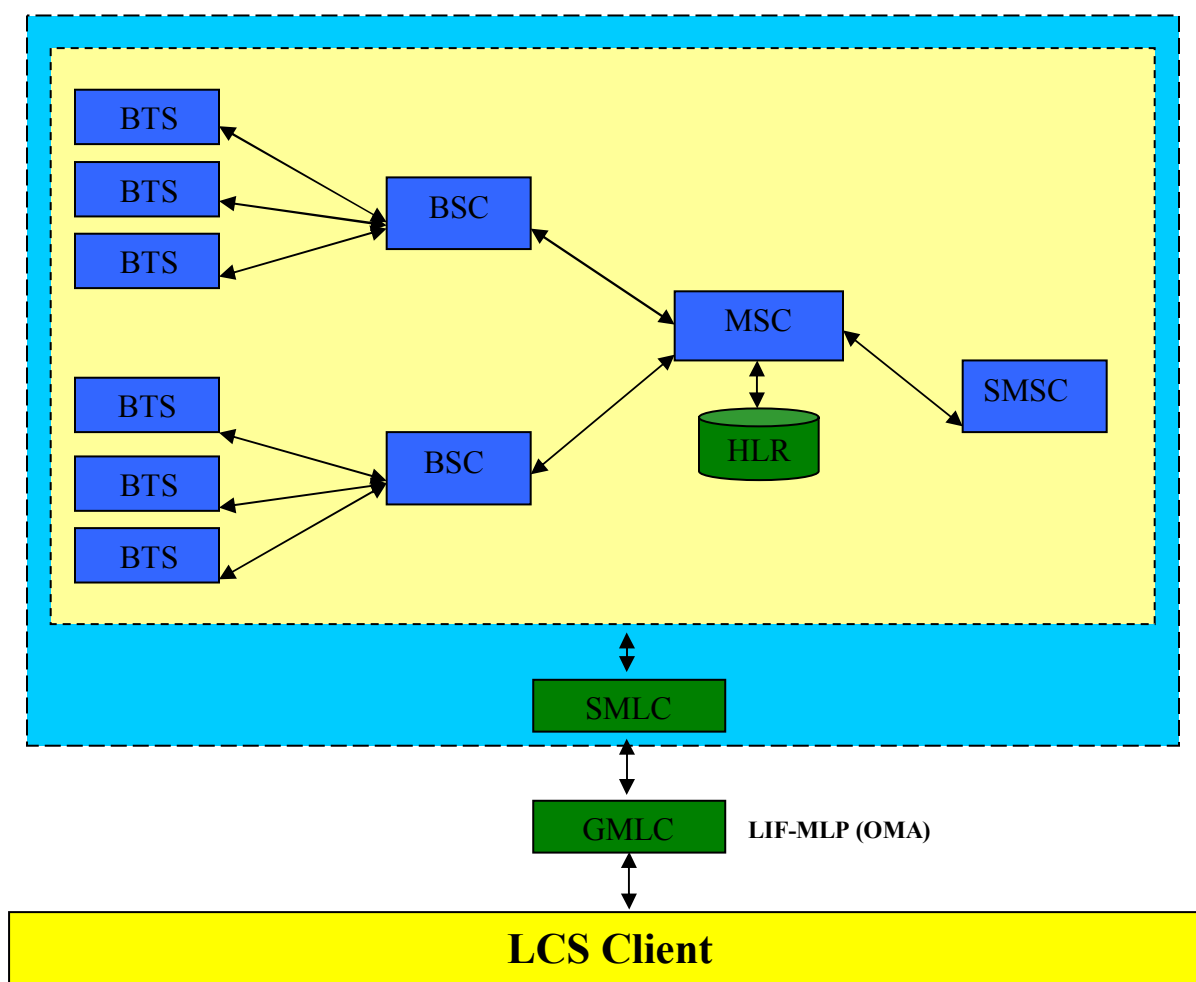 BTS
BTS
BTS
BSC
MSC
SMSC
HLR
BTS
BTS
BTS
BSC
SMLC
GMLC
LIF-MLP (OMA)
LCS Client